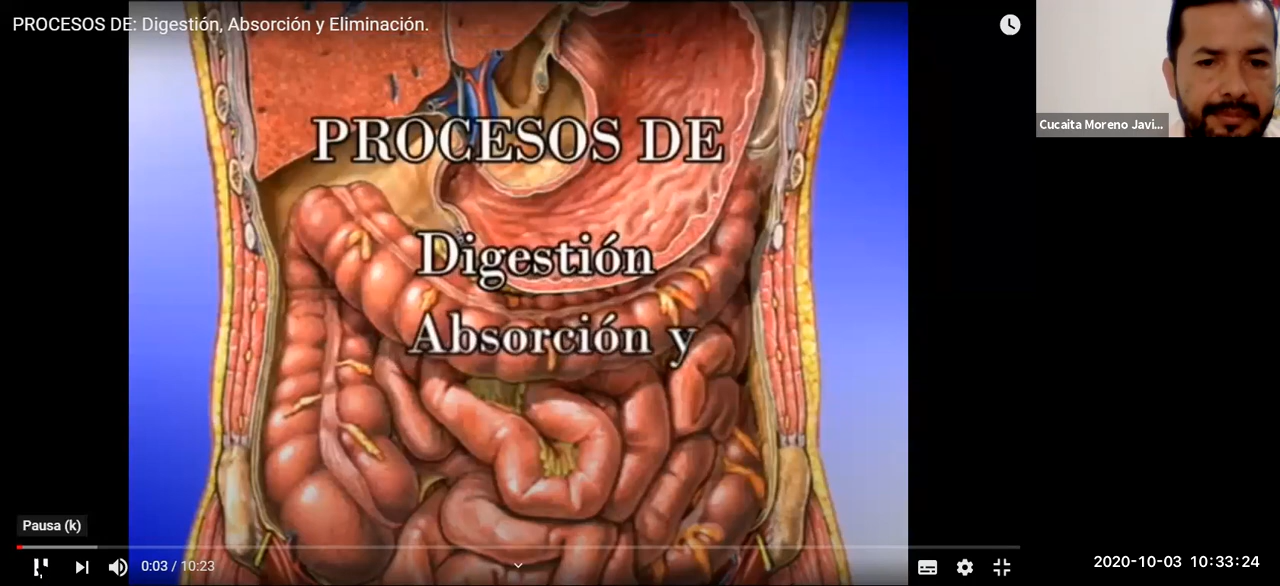 PROCESOS DE: Digestión, Absorción y Eliminación.
Cucaita Moreno Javi...
PROCESOS DE
Digestión
Absorción y
Pausa (k)
0:03 / 10:23
2020-10-03 10:33:24